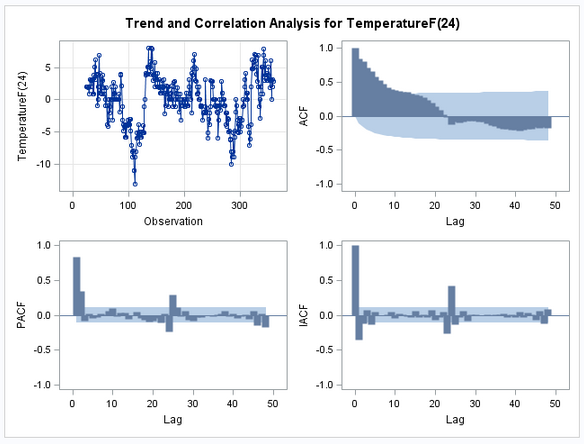 Trend and Correlation Analysis for TemperatureF(24)
TemperatureF(24)
5
0
-5
-10
0 100 200 300
Observation
ACF
1.0
0.5
0.0
-0.5
-1.0
0 10 20 30 40 50
Lag
PACF
1.0
0.5
0.0
-0.5
-1.0
0 10 20 30 40 50
Lag
IACF
1.0
0.5
0.0
-0.5
-1.0
0 10 20 30 40 50
Lag